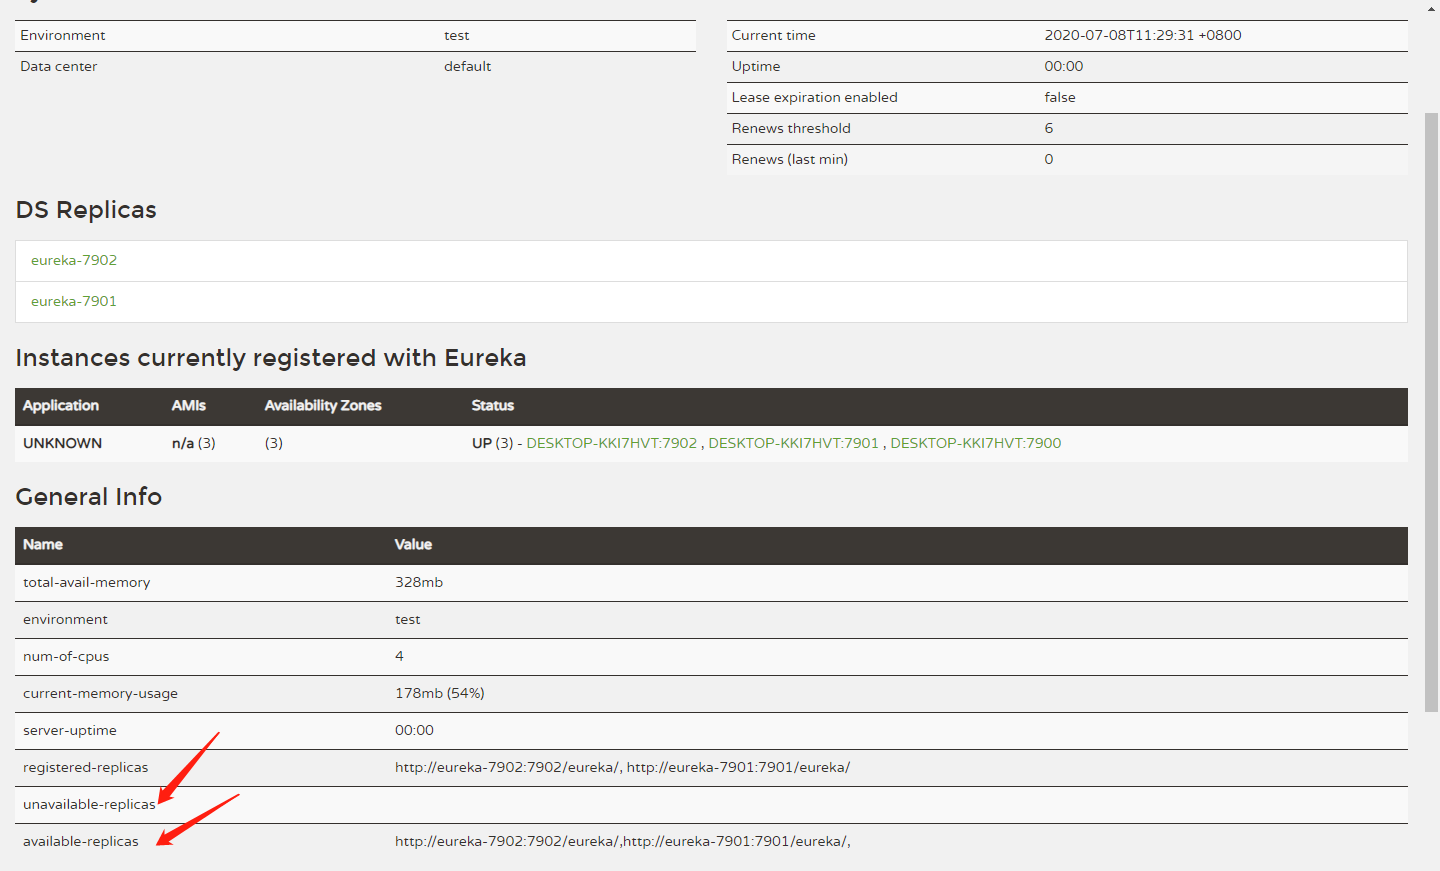 Environment test
Data center default
Current time 2020-07-08T11:29:31 +0800
Uptime 00:00
Lease expiration enabled false
Renews threshold 6
Renews (last min) 0
DS Replicas
eureka-7902
eureka-7901
Instances currently registered with Eureka
Application AMIs Availability Zones Status
UNKNOWN n/a (3) (3) UP (3) - DESKTOP-KKI7HVT:7902 , DESKTOP-KKI7HVT:7901 , DESKTOP-KKI7HVT:7900
General Info
Name Value
total-avail-memory 328mb
environment test
num-of-cpus 4
current-memory-usage 178mb (54%)
server-uptime 00:00
registered-replicas http://eureka-7902:7902/eureka/, http://eureka-7901:7901/eureka/
unavailable-replicas
available-replicas http://eureka-7902:7902/eureka/,http://eureka-7901:7901/eureka/,